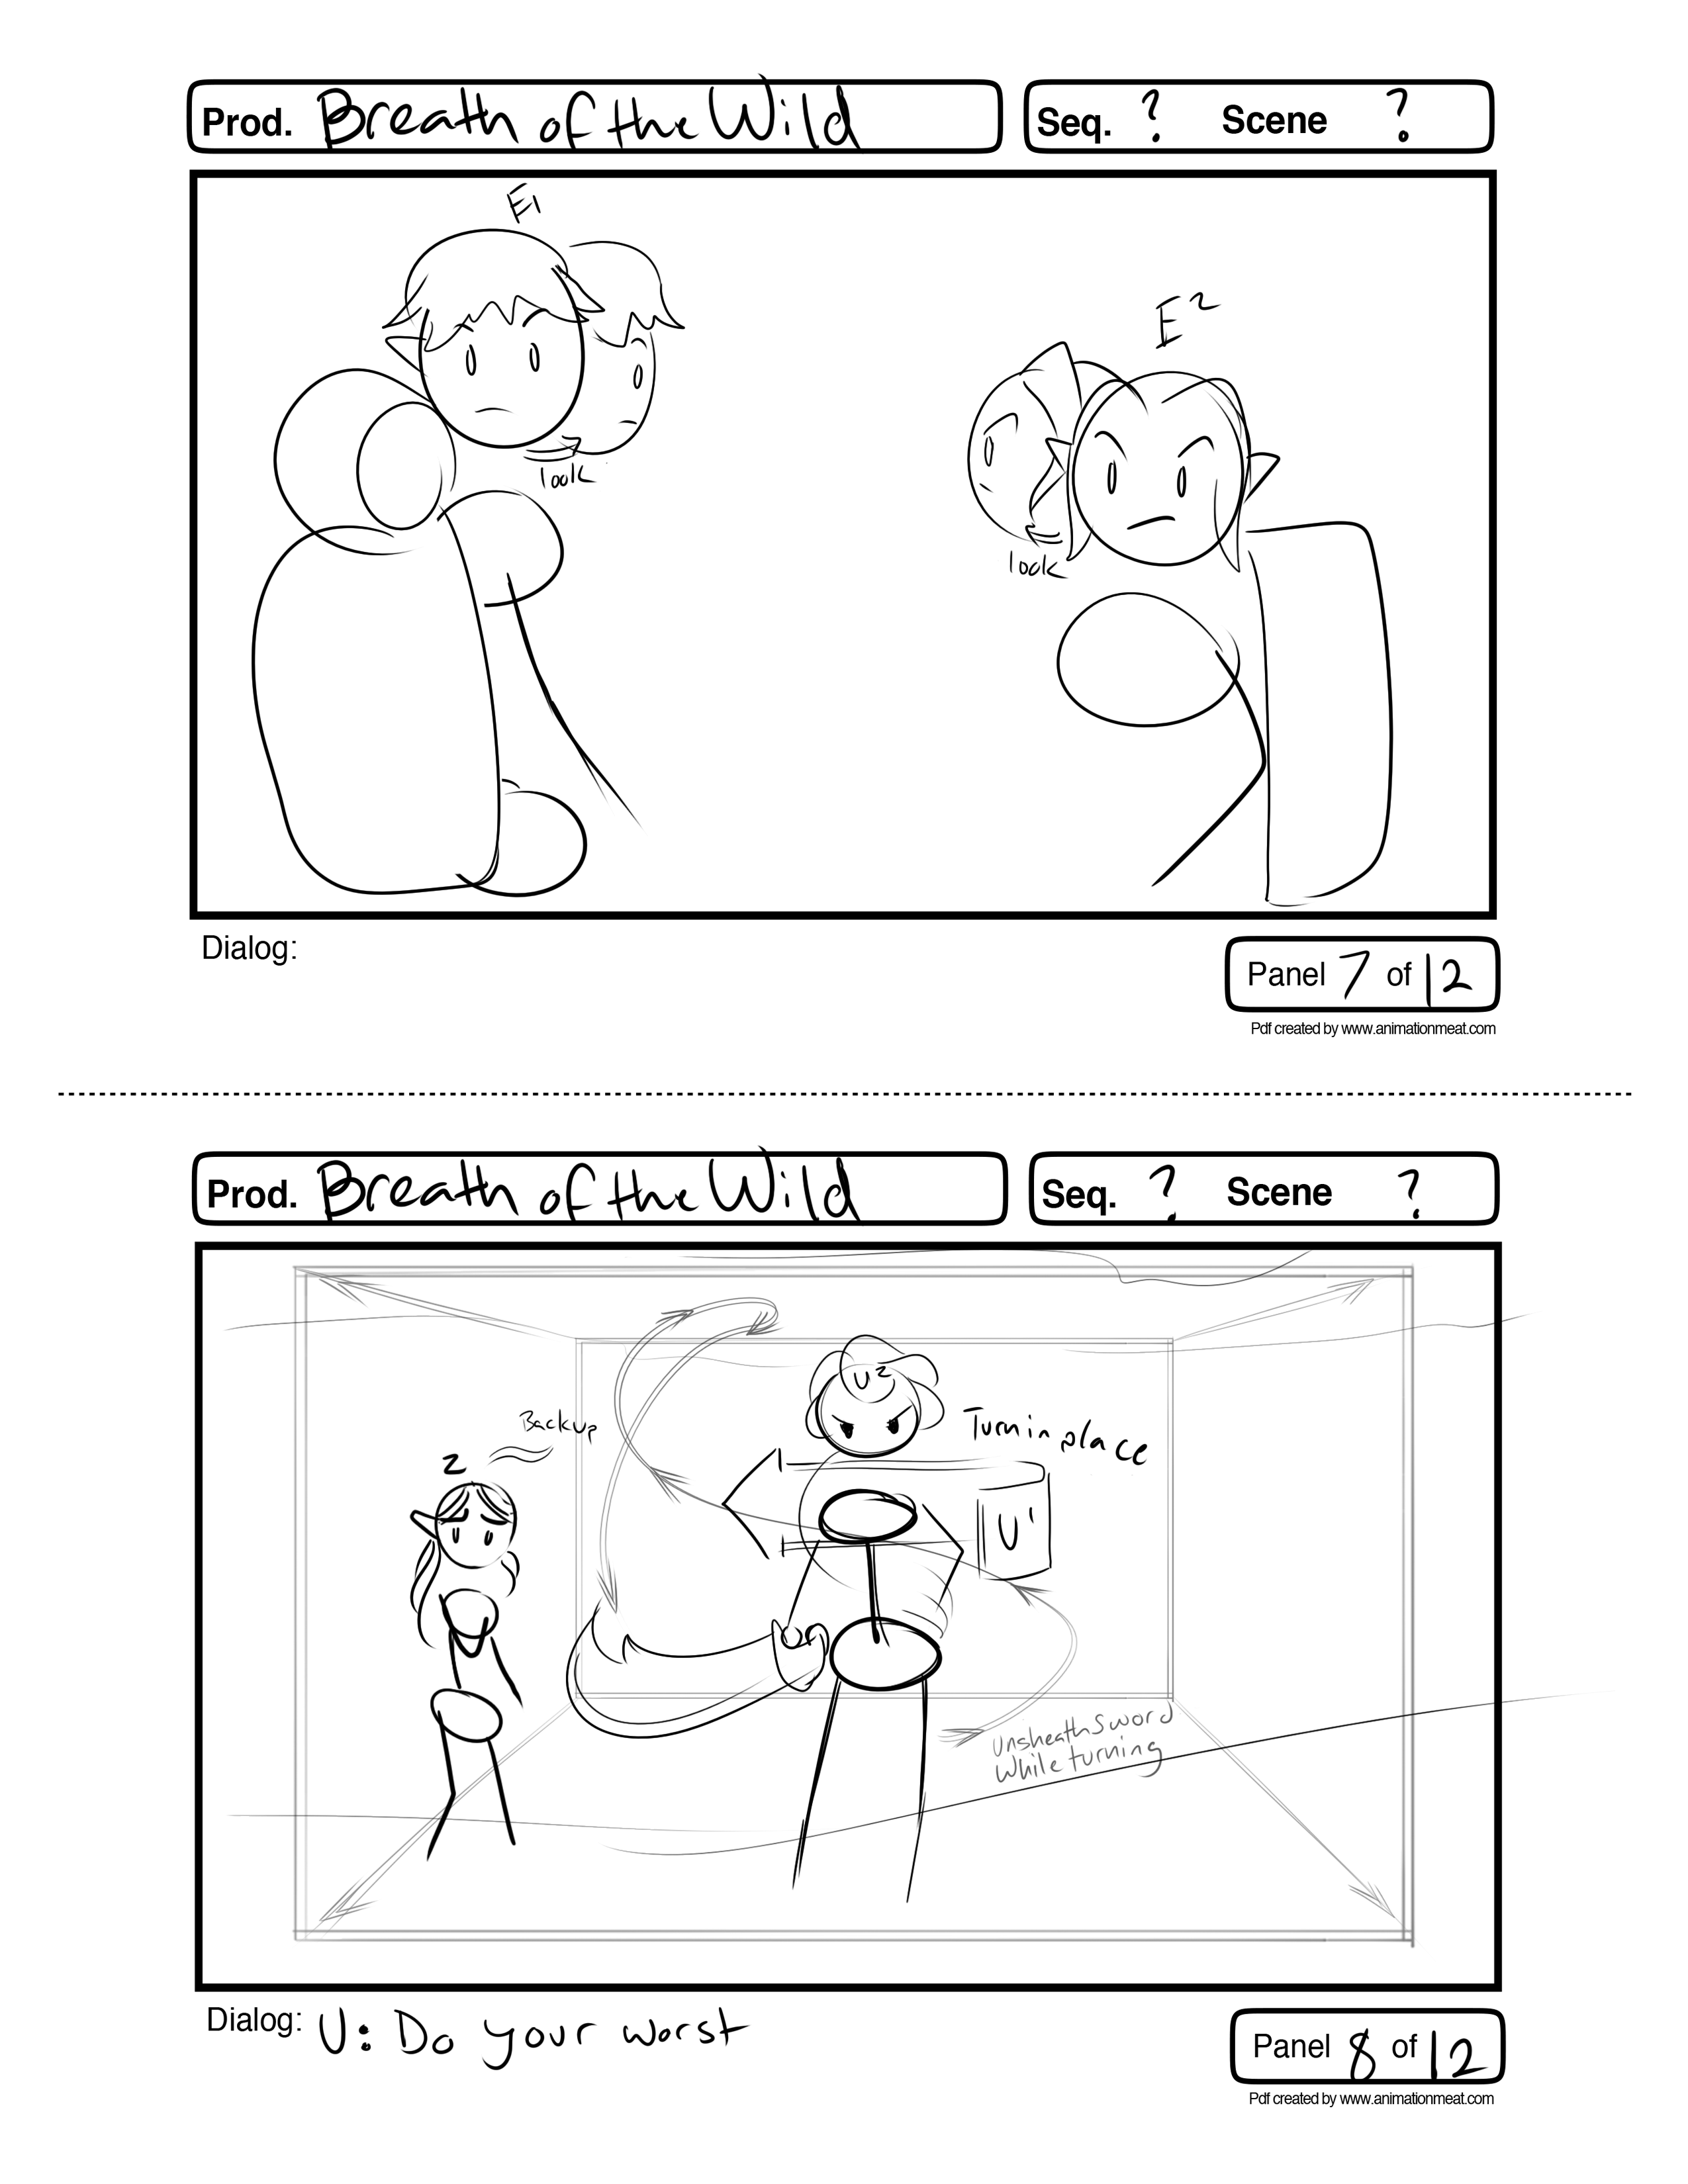 Prod. Breath of the Wild
Seq. ? Scene ?
E1
E2
look
look
Dialog:
Panel 7 of 12
Pdf created by www.animationmeat.com
Prod. Breath of the Wild
Seq. ? Scene ?
U2
Backup
Turn in place
Z
U1
Unsheath Sword
While turning
Dialog: U: Do your worst
Panel 8 of 12
Pdf created by www.animationmeat.com